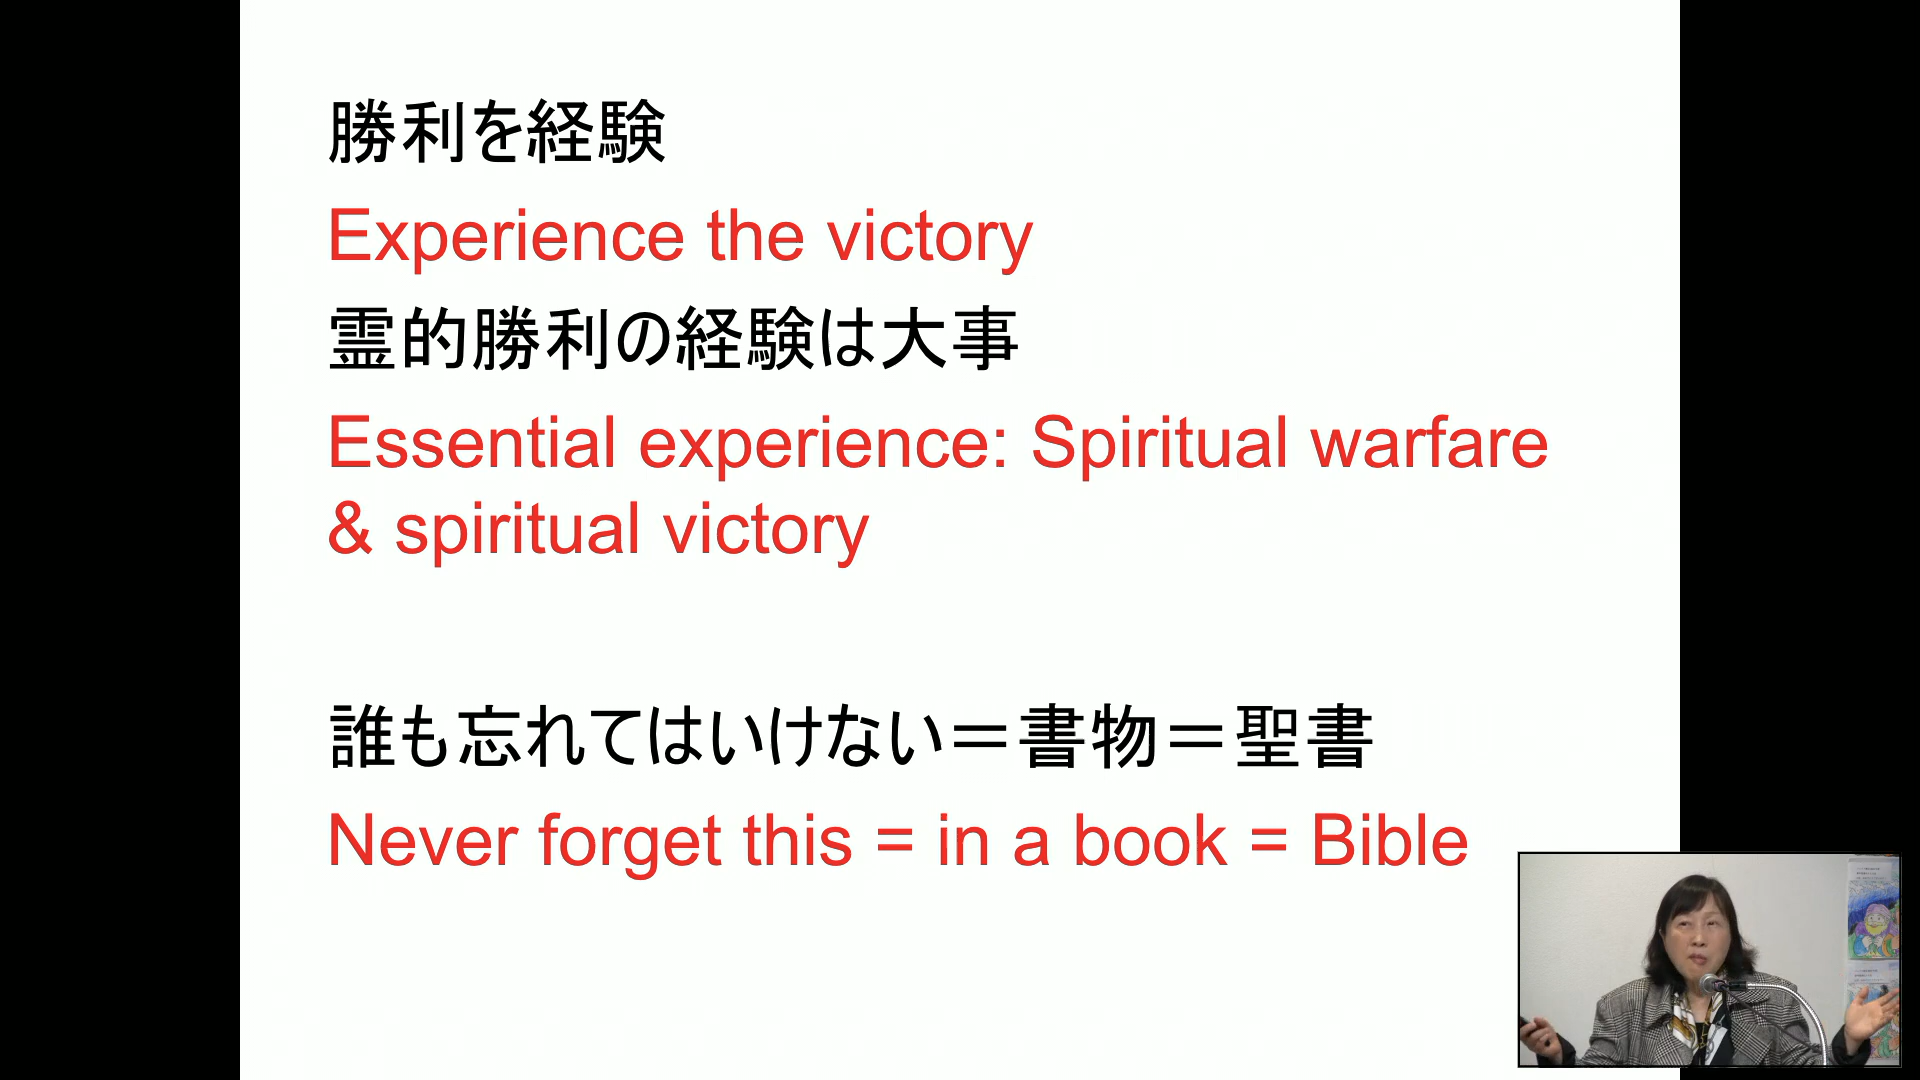 勝利を経験
Experience the victory
霊的勝利の経験は大事
Essential experience: Spiritual warfare
& spiritual victory
誰も忘れてはいけない＝書物＝聖書
Never forget this = in a book = Bible